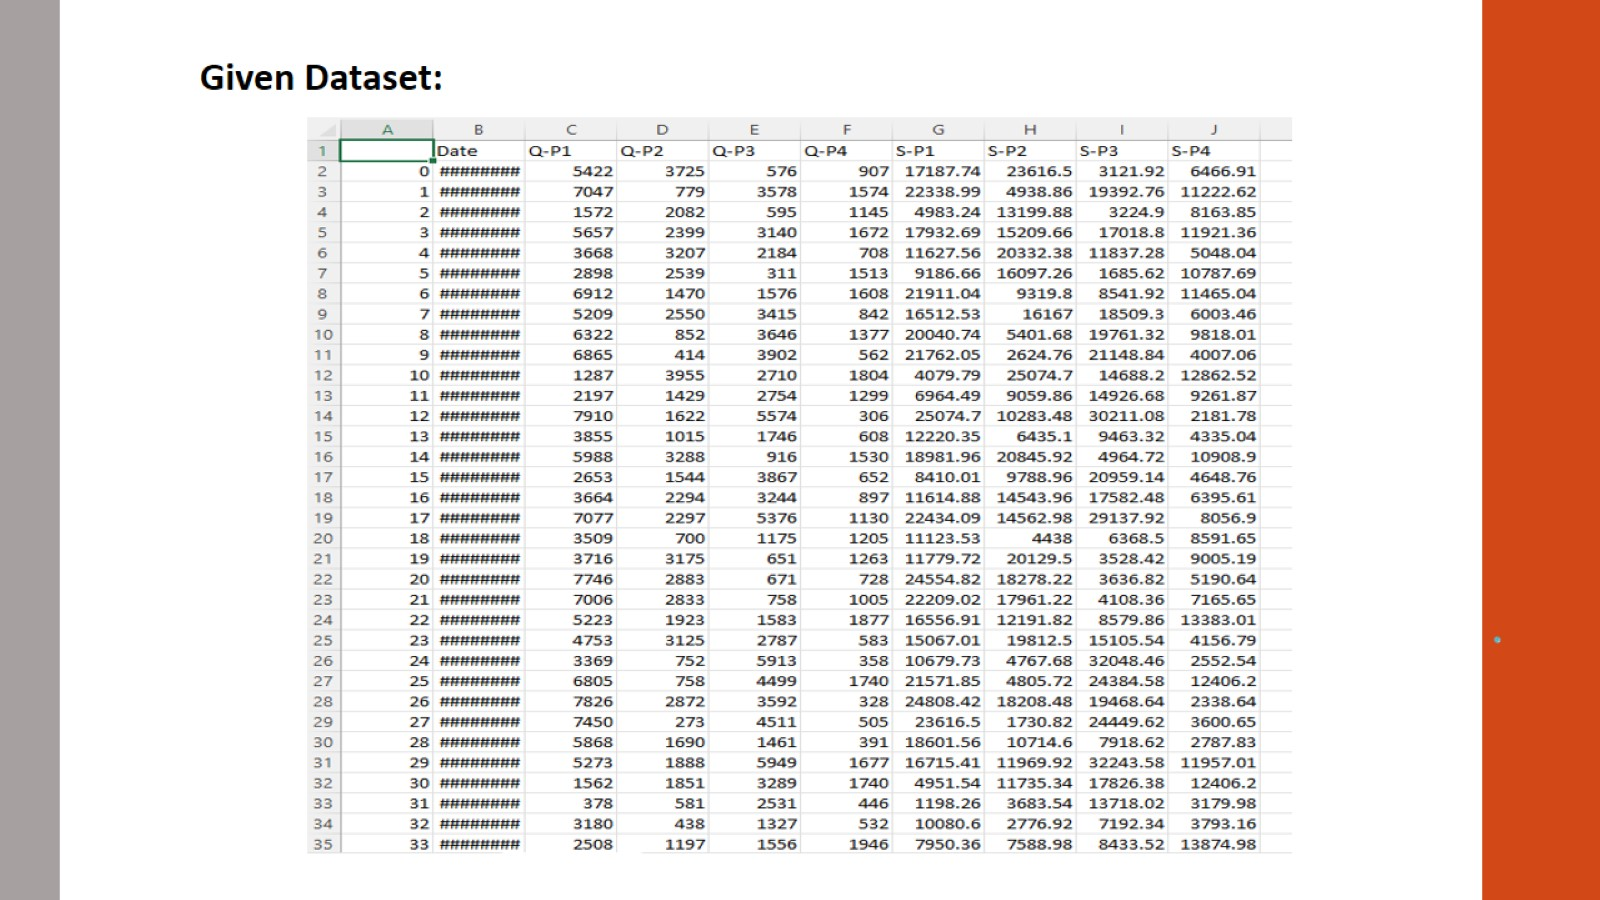 Given Dataset:
A B C D E F G H I J
1 Date Q-P1 Q-P2 Q-P3 Q-P4 S-P1 S-P2 S-P3 S-P4
2 0 ######## 5422 3725 576 907 17187.74 23616.5 3121.92 6466.91
3 1 ######## 7047 779 3578 1574 22338.99 4938.86 19392.76 11222.62
4 2 ######## 1572 2082 595 1145 4983.24 13199.88 3224.9 8163.85
5 3 ######## 5657 2399 3140 1672 17932.69 15209.66 17018.8 11921.36
6 4 ######## 3668 3207 2184 708 11627.56 20332.38 11837.28 5048.04
7 5 ######## 2898 2539 311 1513 9186.66 16097.26 1685.62 10787.69
8 6 ######## 6912 1470 1576 1608 21911.04 9319.8 8541.92 11465.04
9 7 ######## 5209 2550 3415 842 16512.53 16167 18509.3 6003.46
10 8 ######## 6322 852 3646 1377 20040.74 5401.68 19761.32 9818.01
11 9 ######## 6865 414 3902 562 21762.05 2624.76 21148.84 4007.06
12 10 ######## 1287 3955 2710 1804 4079.79 25074.7 14688.2 12862.52
13 11 ######## 2197 1429 2754 1299 6964.49 9059.86 14926.68 9261.87
14 12 ######## 7910 1622 5574 306 25074.7 10283.48 30211.08 2181.78
15 13 ######## 3855 1015 1746 608 12220.35 6435.1 9463.32 4335.04
16 14 ######## 5988 3288 916 1530 18981.96 20845.92 4964.72 10908.9
17 15 ######## 2653 1544 3867 652 8410.01 9788.96 20959.14 4648.76
18 16 ######## 3664 2294 3244 897 11614.88 14543.96 17582.48 6395.61
19 17 ######## 7077 2297 5376 1130 22434.09 14562.98 29137.92 8056.9
20 18 ######## 3509 700 1175 1205 11123.53 4438 6368.5 8591.65
21 19 ######## 3716 3175 651 1263 11779.72 20129.5 3528.42 9005.19
22 20 ######## 7746 2883 671 728 24554.82 18278.22 3636.82 5190.64
23 21 ######## 7006 2833 758 1005 22209.02 17961.22 4108.36 7165.65
24 22 ######## 5223 1923 1583 1877 16556.91 12191.82 8579.86 13383.01
25 23 ######## 4753 3125 2787 583 15067.01 19812.5 15105.54 4156.79
26 24 ######## 3369 752 5913 358 10679.73 4767.68 32048.46 2552.54
27 25 ######## 6805 758 4499 1740 21571.85 4805.72 24384.58 12406.2
28 26 ######## 7826 2872 3592 328 24808.42 18208.48 19468.64 2338.64
29 27 ######## 7450 273 4511 505 23616.5 1730.82 24449.62 3600.65
30 28 ######## 5868 1690 1461 391 18601.56 10714.6 7918.62 2787.83
31 29 ######## 5273 1888 5949 1677 16715.41 11969.92 32243.58 11957.01
32 30 ######## 1562 1851 3289 1740 4951.54 11735.34 17826.38 12406.2
33 31 ######## 378 581 2531 446 1198.26 3683.54 13718.02 3179.98
34 32 ######## 3180 438 1327 532 10080.6 2776.92 7192.34 3793.16
35 33 ######## 2508 1197 1556 1946 7950.36 7588.98 8433.52 13874.98